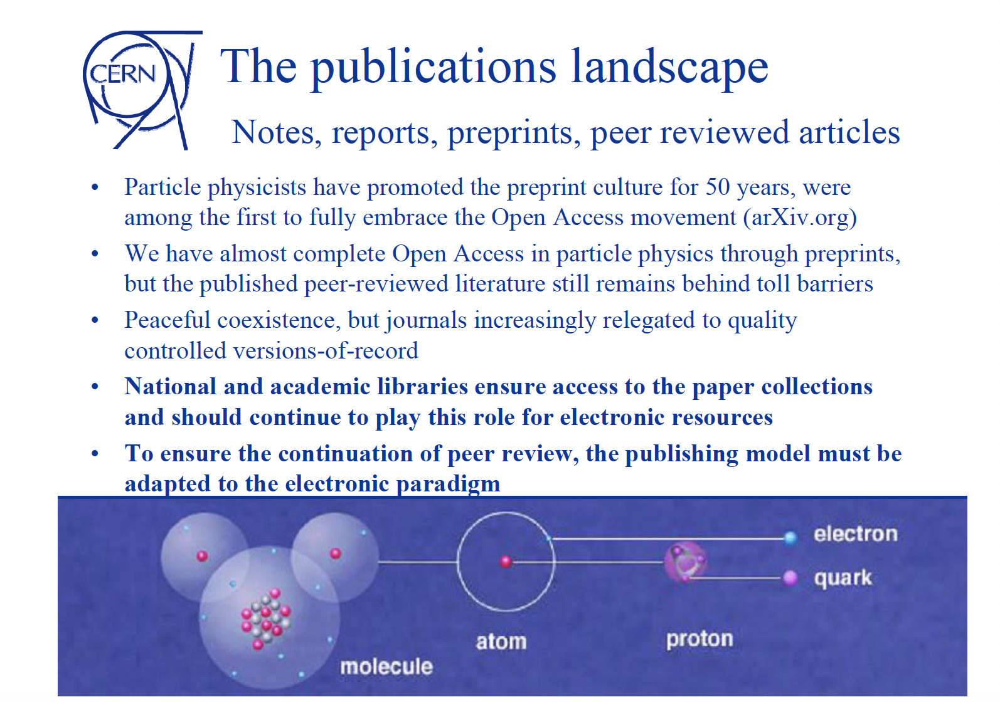 CERN
The publications landscape
Notes, reports, preprints, peer reviewed articles
• Particle physicists have promoted the preprint culture for 50 years, were
among the first to fully embrace the Open Access movement (arXiv.org)
• We have almost complete Open Access in particle physics through preprints,
but the published peer-reviewed literature still remains behind toll barriers
• Peaceful coexistence, but journals increasingly relegated to quality
controlled versions-of-record
• National and academic libraries ensure access to the paper collections
and should continue to play this role for electronic resources
• To ensure the continuation of peer review, the publishing model must be
adapted to the electronic paradigm
electron
quark
atom
proton
molecule